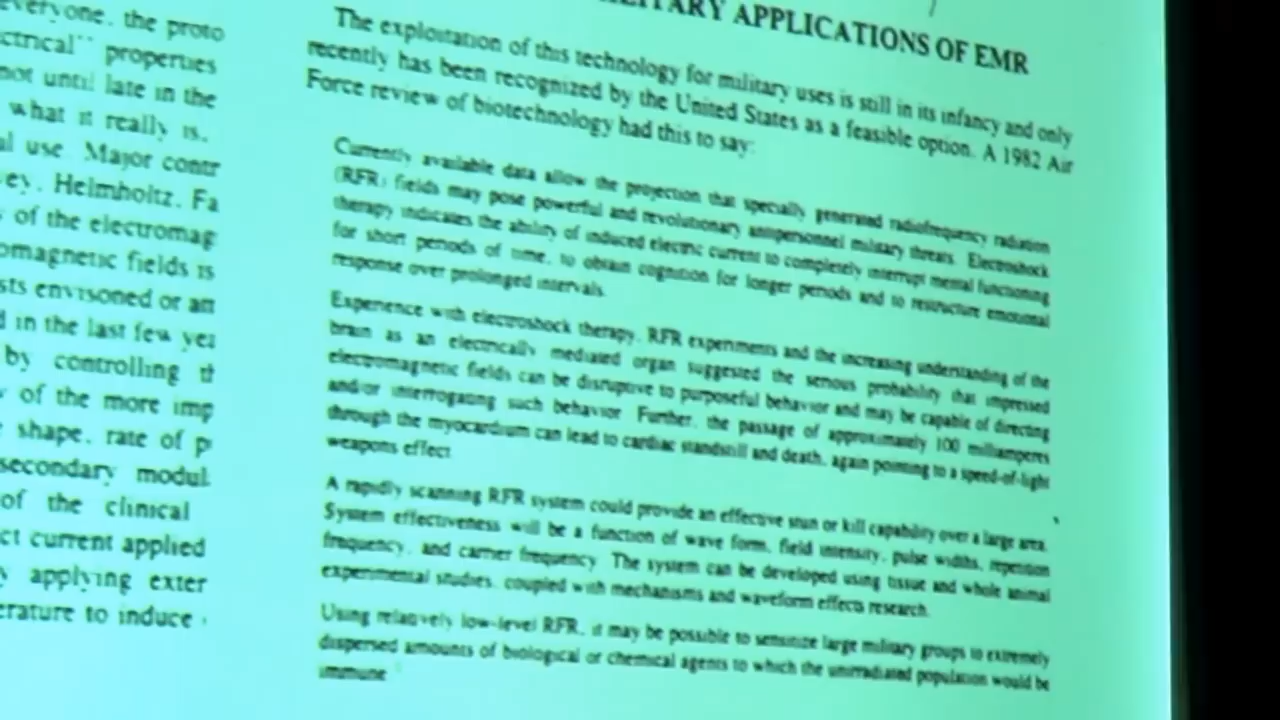 everyone, the proto
ctrical'' properties
not until late in the
what it really is.
al use. Major contr
ey, Helmholtz, Fa
of the electromag
omagnetic fields is
sts envisoned or an
d in the last few yea
by controlling th
of the more imp
shape, rate of p
secondary modul
of the clinical
ct current applied
y applying exter
erature to induce
MILITARY APPLICATIONS OF EMR
The exploitation of this technology for military uses is still in its infancy and only
recently has been recognized by the United States as a feasible option. A 1982 Air
Force review of biotechnology had this to say:
Currently available data allow the projection that specially generated radiofrequency radiation
(RFR) fields may pose powerful and revolutionary antipersonnel military threats. Electroshock
therapy indicates the ability of induced electric current to completely interrupt mental functioning
for short periods of time, to obtain cognition for longer periods and to restructure emotional
response over prolonged intervals.
Experience with electroshock therapy, RFR experiments and the increasing understanding of the
brain as an electrically mediated organ suggested the serious probability that impressed
electromagnetic fields can be disruptive to purposeful behavior and may be capable of directing
and/or interrogating such behavior. Further, the passage of approximately 100 milliamperes
through the myocardium can lead to cardiac standstill and death, again pointing to a speed-of-light
weapons effect.
A rapidly scanning RFR system could provide an effective stun or kill capability over a large area.
System effectiveness will be a function of wave form, field intensity, pulse widths, repetition
frequency, and carrier frequency. The system can be developed using tissue and whole animal
experimental studies, coupled with mechanisms and waveform effects research.
Using relatively low-level RFR, it may be possible to sensitize large military groups to extremely
dispersed amounts of biological or chemical agents to which the unirradiated population would be
immune